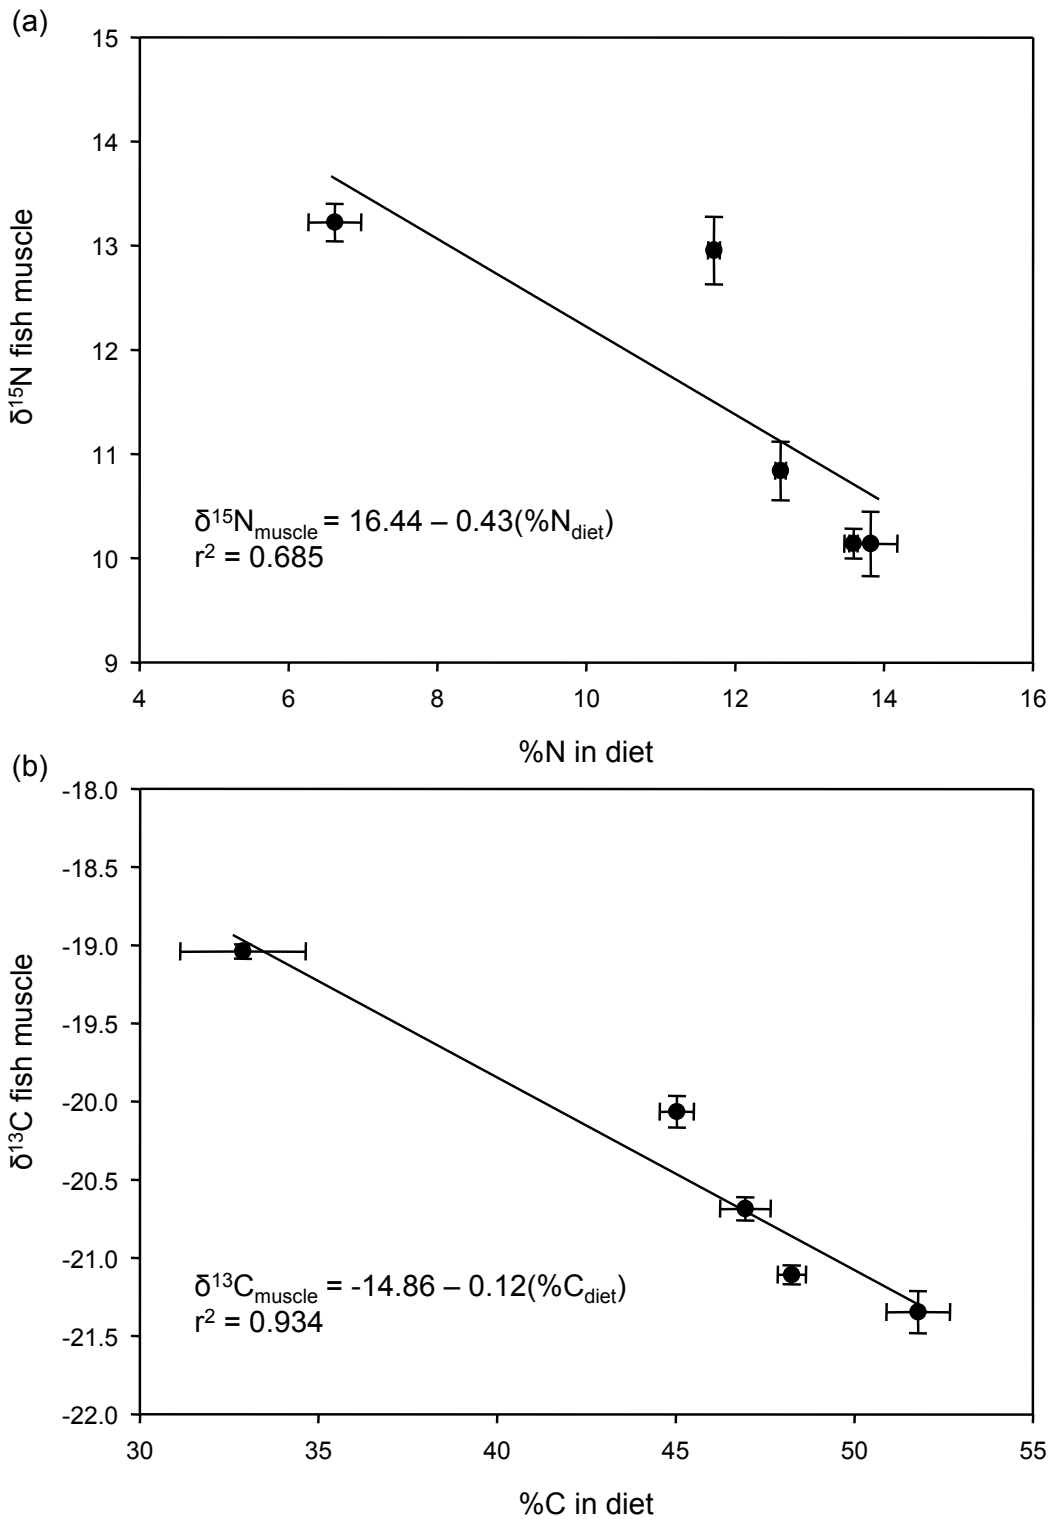 (a)
15
14
13
12
11
10
9
δ¹⁵N fish muscle
δ¹⁵Nmuscle = 16.44 – 0.43(%Ndiet)
r² = 0.685
4 6 8 10 12 14 16
%N in diet
(b)
-18.0
-18.5
-19.0
-19.5
-20.0
-20.5
-21.0
-21.5
-22.0
δ¹³C fish muscle
δ¹³Cmuscle = -14.86 – 0.12(%Cdiet)
r² = 0.934
30 35 40 45 50 55
%C in diet